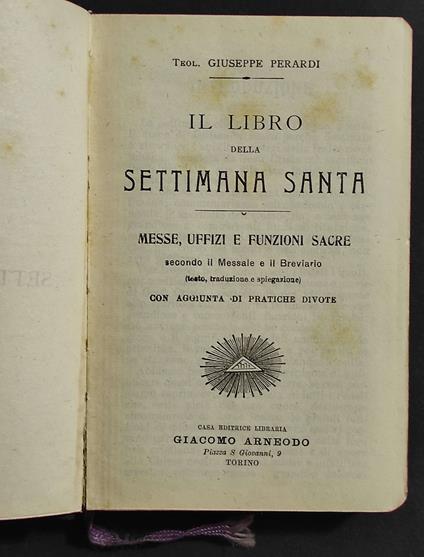 Teol. GIUSEPPE PERARDI
IL LIBRO
DELLA
SETTIMANA SANTA
MESSE, UFFIZI E FUNZIONI SACRE
secondo il Messale e il Breviario
(testo, traduzione e spiegazione)
CON AGGIUNTA DI PRATICHE DIVOTE
CASA EDITRICE LIBRARIA
GIACOMO ARNEODO
Piazza S Giovanni, 9
TORINO